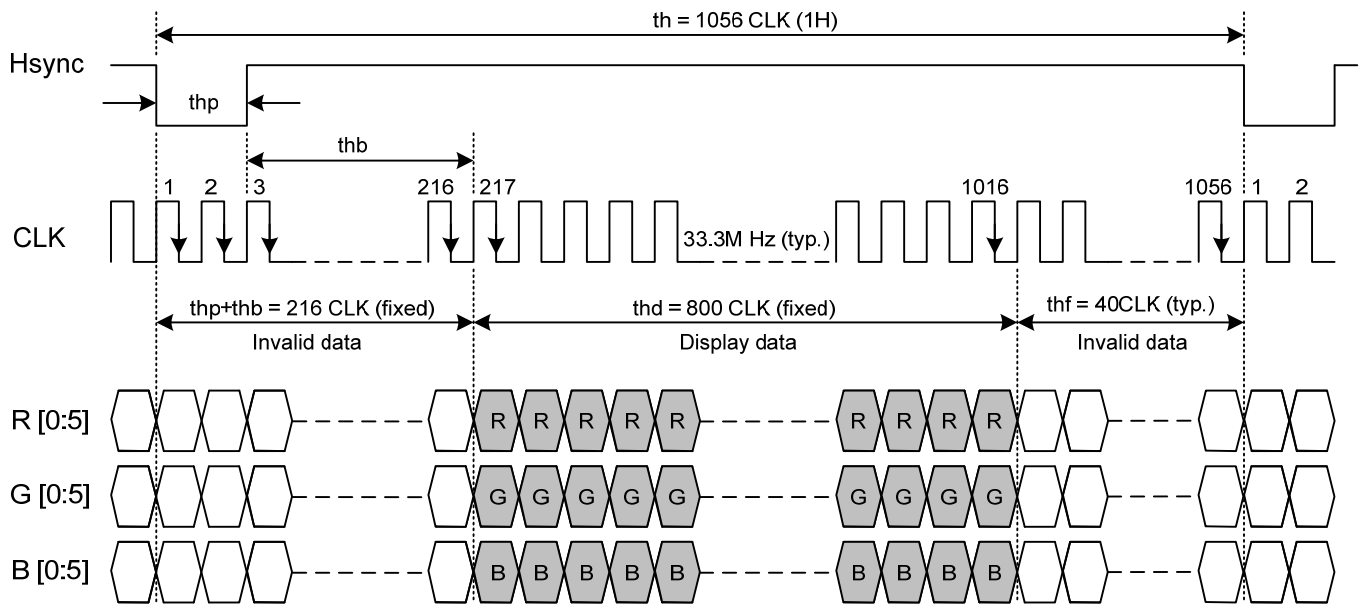 th = 1056 CLK (1H)
Hsync
thp
thb
1 2 3 216 217 1016 1056 1 2
CLK
33.3M Hz (typ.)
thp+thb = 216 CLK (fixed) thd = 800 CLK (fixed) thf = 40CLK (typ.)
Invalid data Display data Invalid data
R [0:5] R R R R R R R R R
G [0:5] G G G G G G G G G
B [0:5] B B B B B B B B B